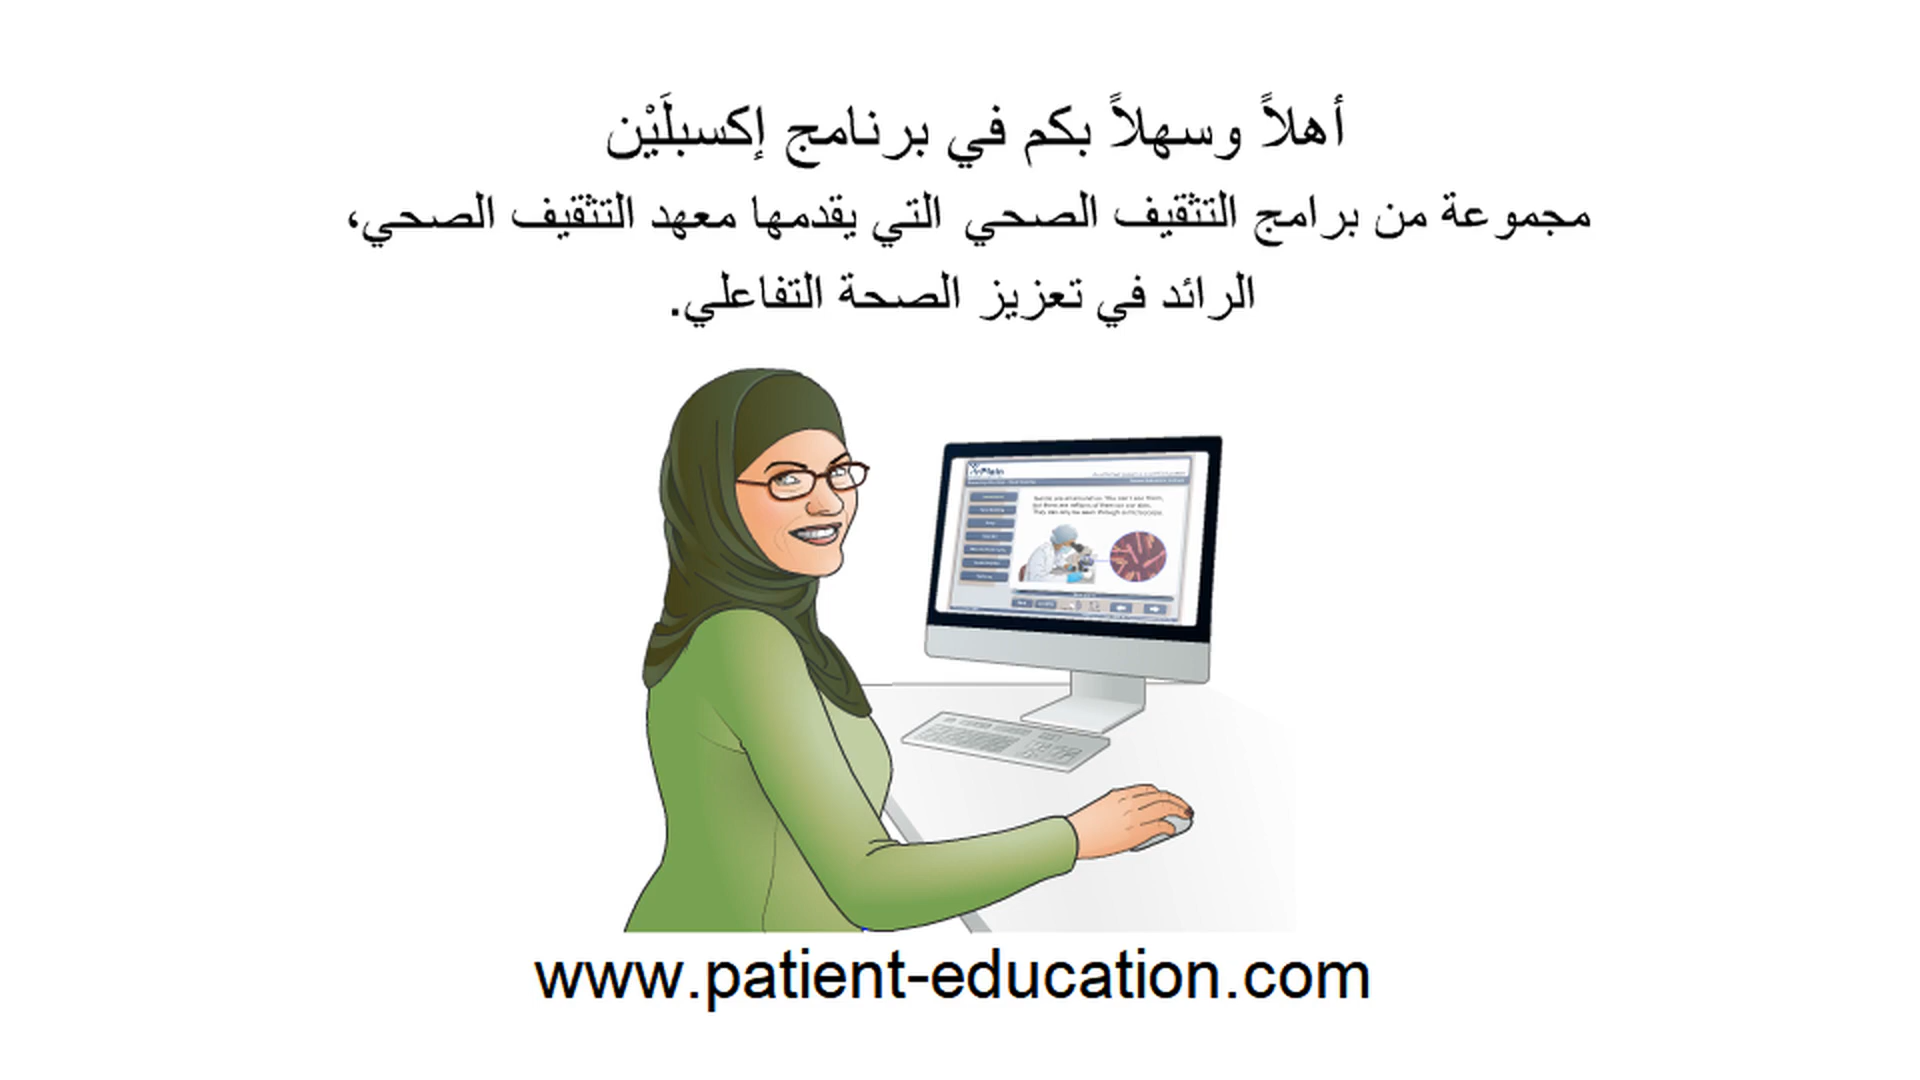 أهلاً وسهلاً بكم في برنامج إكسبلَيْن
مجموعة من برامج التثقيف الصحي التي يقدمها معهد التثقيف الصحي،
الرائد في تعزيز الصحة التفاعلي.
www.patient-education.com